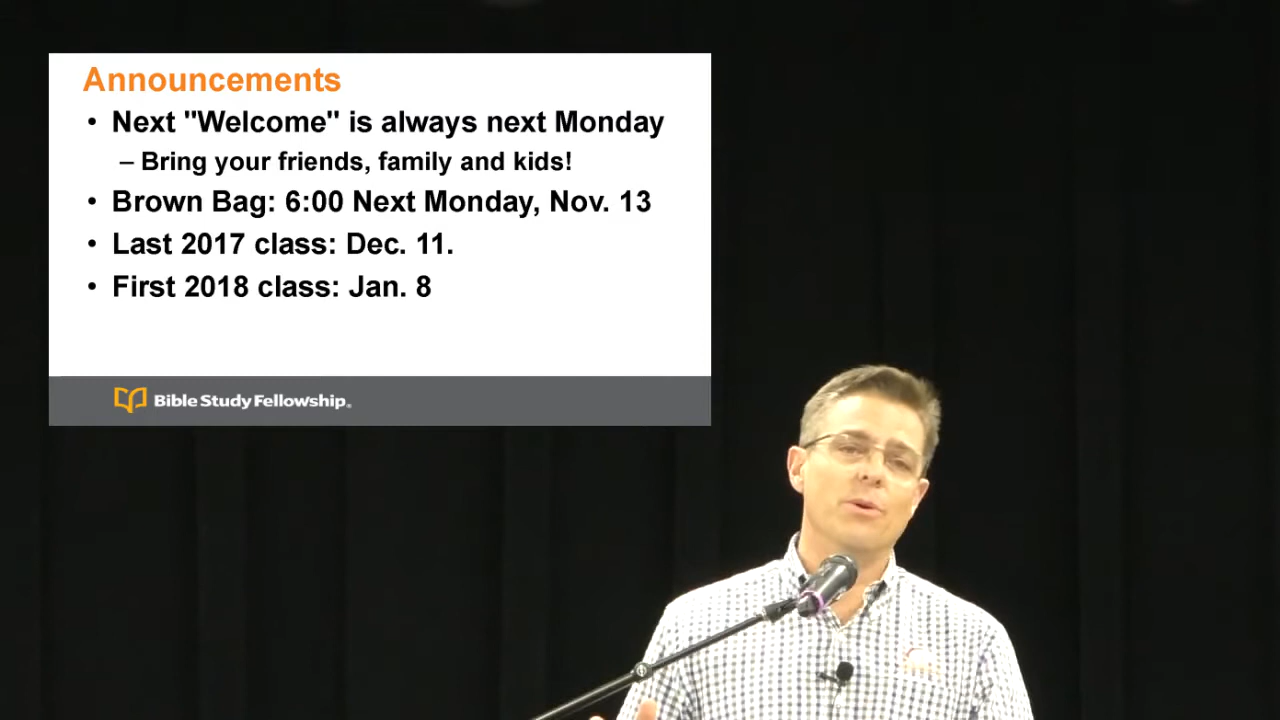 Announcements
• Next "Welcome" is always next Monday
– Bring your friends, family and kids!
• Brown Bag: 6:00 Next Monday, Nov. 13
• Last 2017 class: Dec. 11.
• First 2018 class: Jan. 8
Bible Study Fellowship®